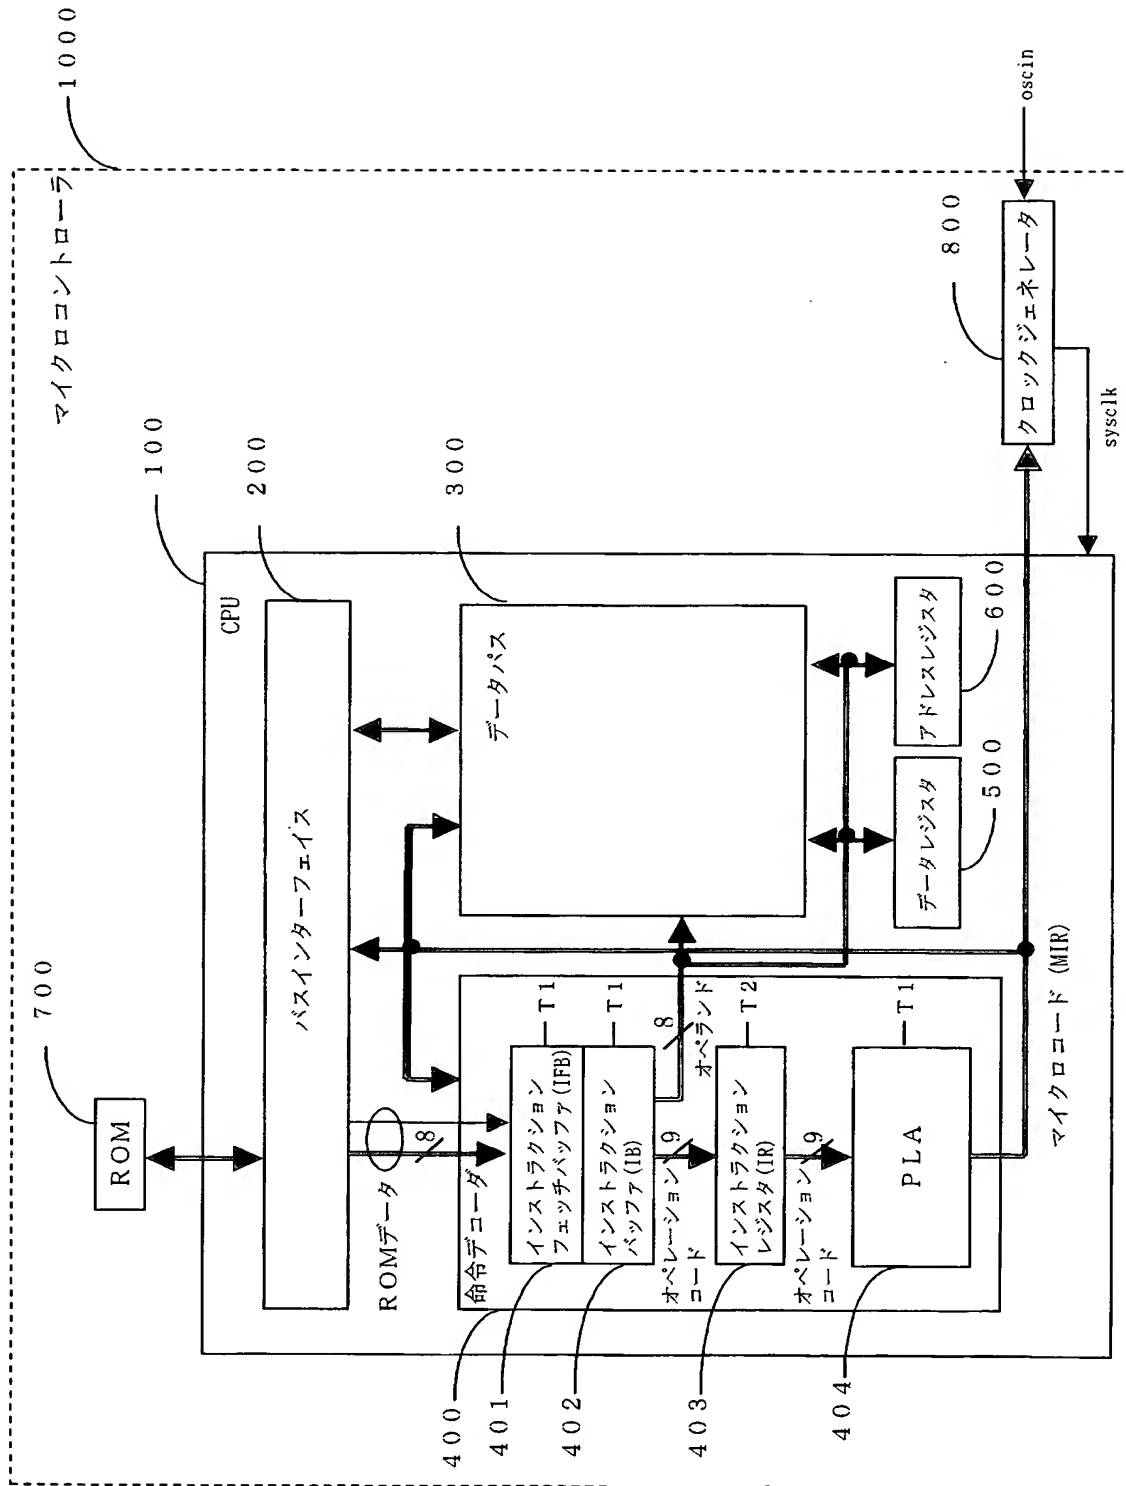 1000
マイクロコントローラ
oscin
800
クロックジェネレータ
sysclk
100
CPU
200
バスインターフェイス
300
データパス
600
アドレスレジスタ
500
データレジスタ
700
ROM
ROMデータ
8
400
命令デコーダ
401
インストラクション
フェッチバッファ(IFB)
T1
402
インストラクション
バッファ(IB)
T1
8
オペランド
オペレーション
コード
9
403
インストラクション
レジスタ(IR)
T2
オペレーション
コード
9
404
PLA
T1
マイクロコード(MIR)